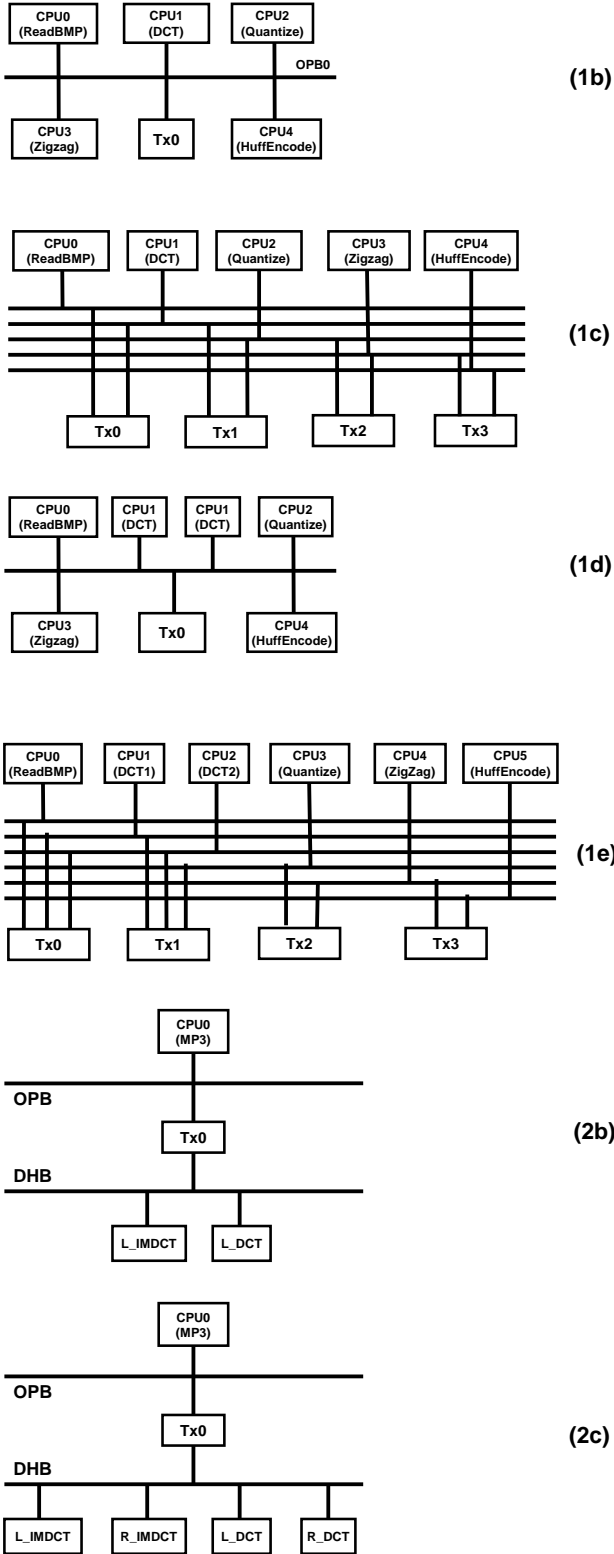 CPU0
(ReadBMP)
CPU1
(DCT)
CPU2
(Quantize)
OPB0
(1b)
CPU3
(Zigzag)
Tx0
CPU4
(HuffEncode)
CPU0
(ReadBMP)
CPU1
(DCT)
CPU2
(Quantize)
CPU3
(Zigzag)
CPU4
(HuffEncode)
(1c)
Tx0
Tx1
Tx2
Tx3
CPU0
(ReadBMP)
CPU1
(DCT)
CPU1
(DCT)
CPU2
(Quantize)
(1d)
CPU3
(Zigzag)
Tx0
CPU4
(HuffEncode)
CPU0
(ReadBMP)
CPU1
(DCT1)
CPU2
(DCT2)
CPU3
(Quantize)
CPU4
(ZigZag)
CPU5
(HuffEncode)
(1e)
Tx0
Tx1
Tx2
Tx3
CPU0
(MP3)
OPB
(2b)
Tx0
DHB
L_IMDCT
L_DCT
CPU0
(MP3)
OPB
(2c)
Tx0
DHB
L_IMDCT
R_IMDCT
L_DCT
R_DCT